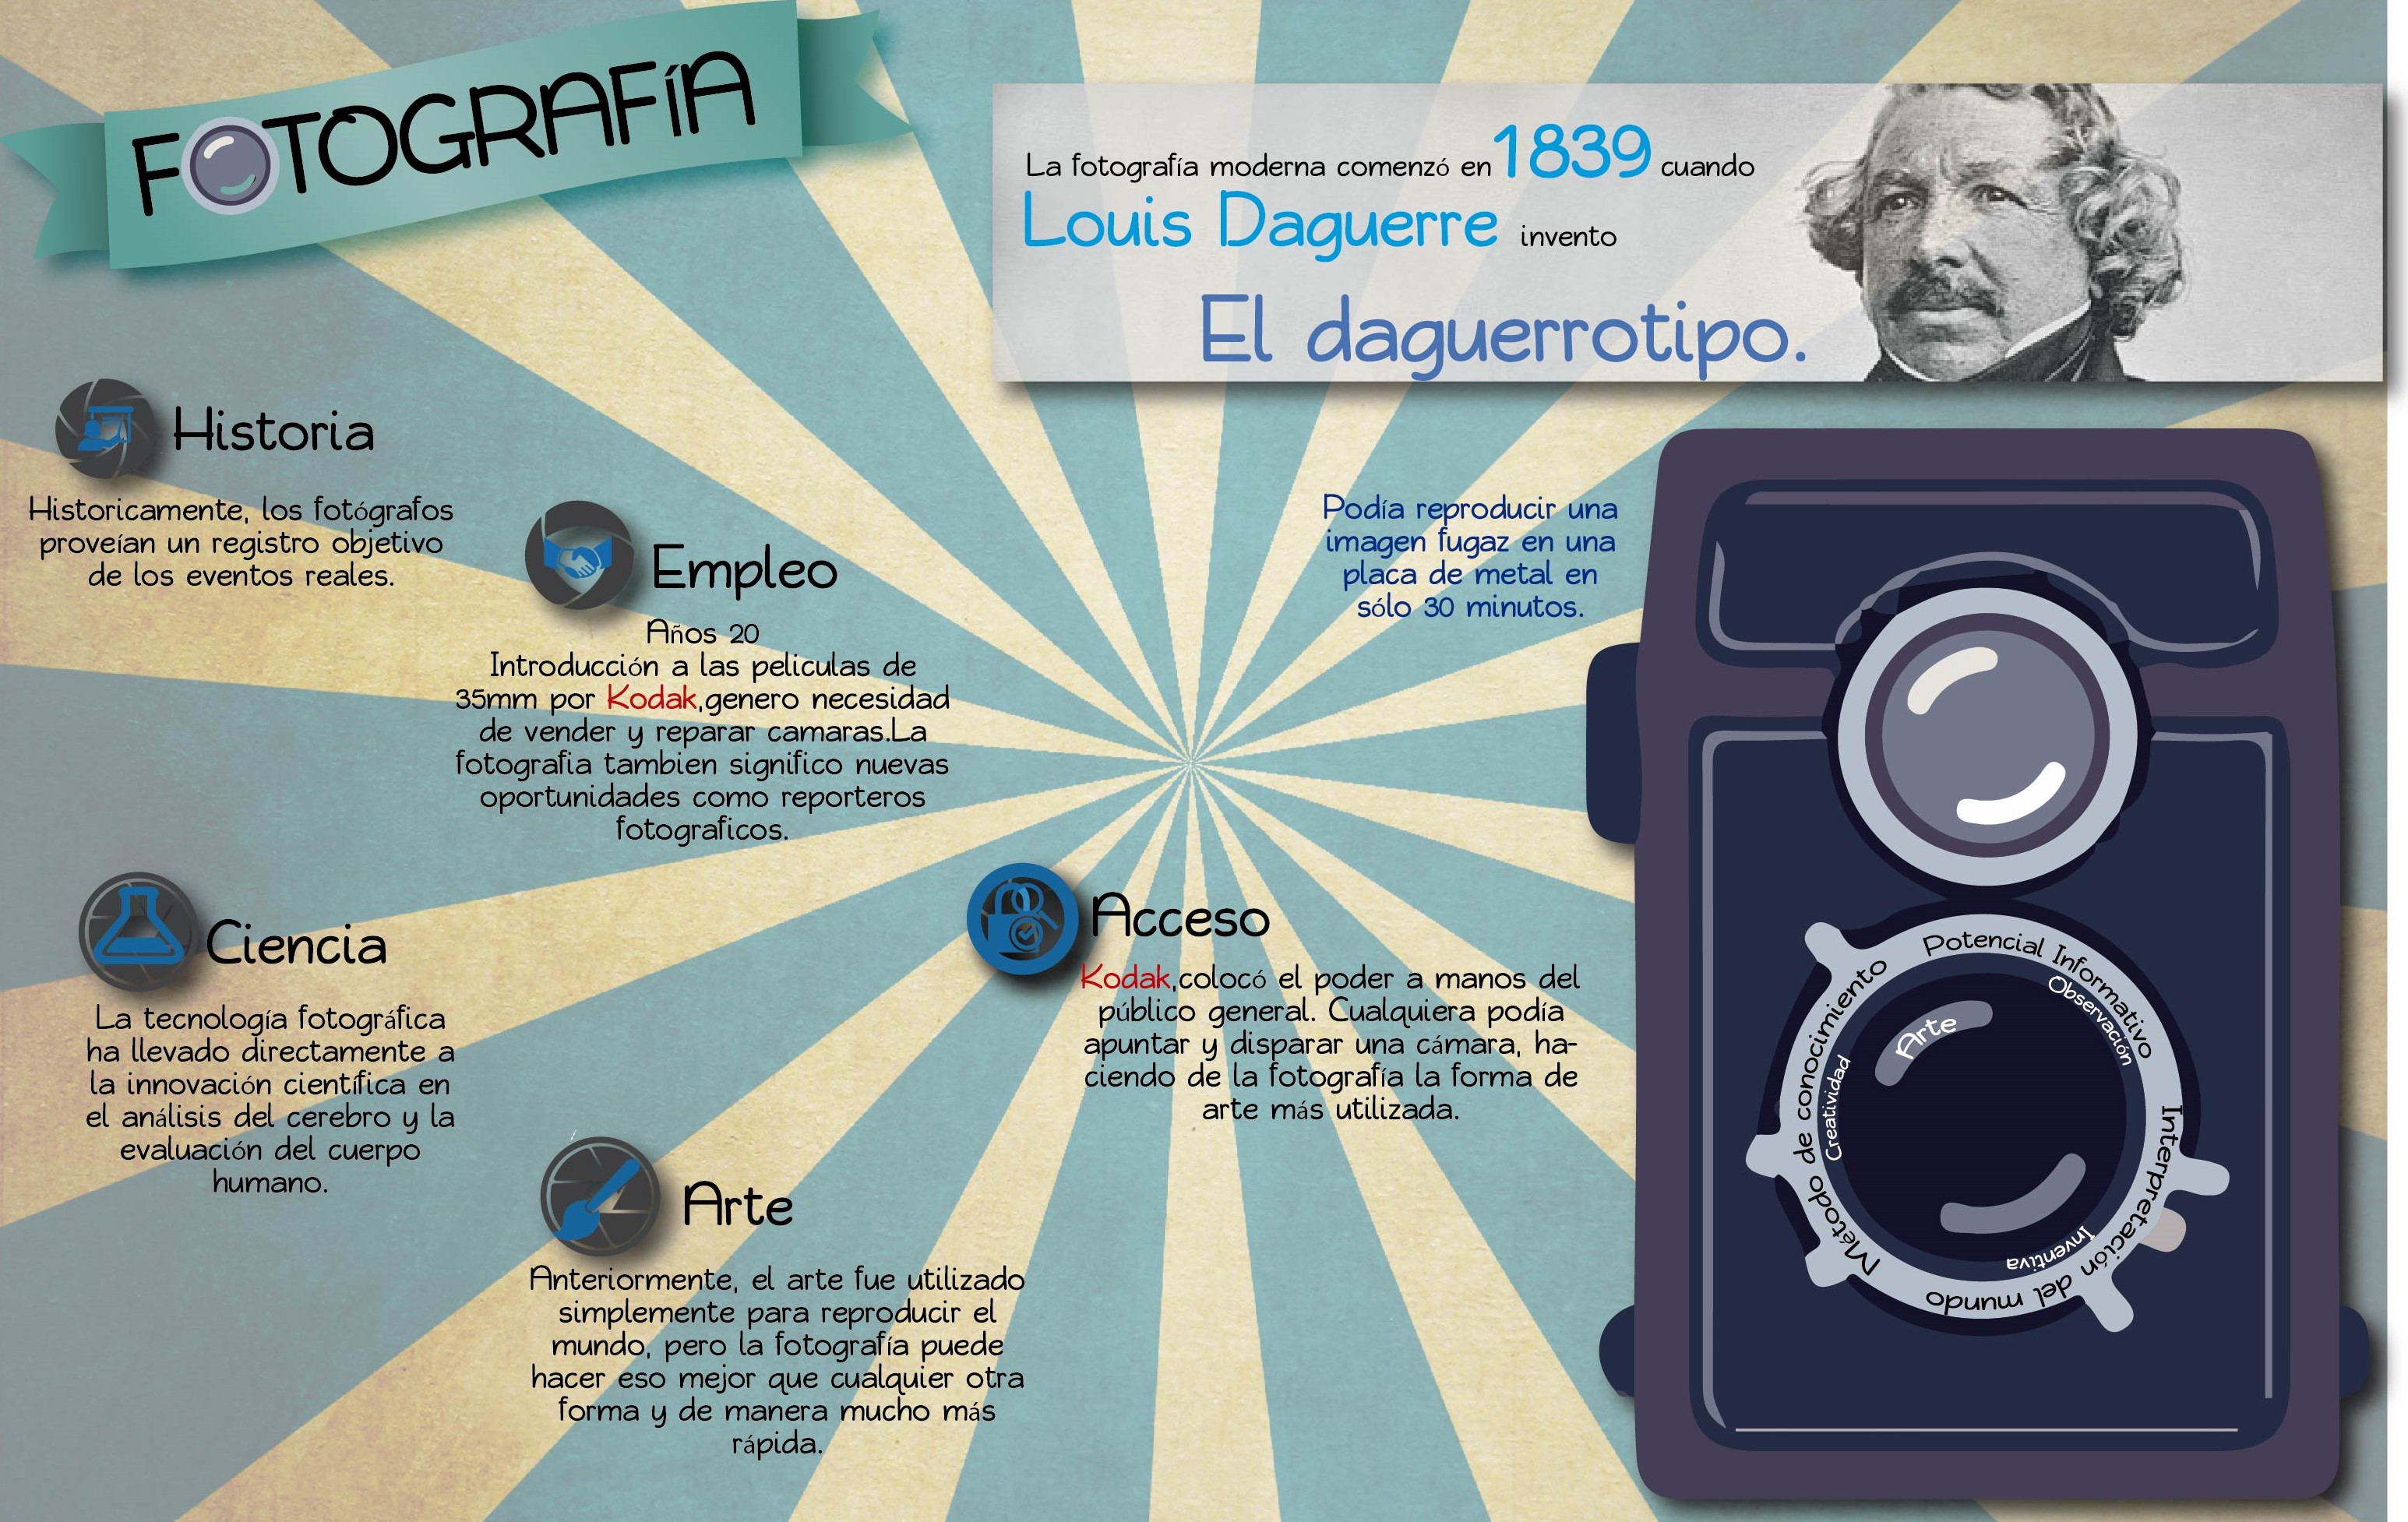 FOTOGRAFÍA
La fotografía moderna comenzó en 1839 cuando
Louis Daguerre invento
El daguerrotipo.
Historia
Historicamente, los fotógrafos
proveían un registro objetivo
de los eventos reales.
Empleo
Años 20
Introducción a las peliculas de
35mm por Kodak,genero necesidad
de vender y reparar camaras.La
fotografia tambien significo nuevas
oportunidades como reporteros
fotograficos.
Podía reproducir una
imagen fugaz en una
placa de metal en
sólo 30 minutos.
Ciencia
La tecnología fotográfica
ha llevado directamente a
la innovación científica en
el análisis del cerebro y la
evaluación del cuerpo
humano.
Acceso
Kodak,colocó el poder a manos del
público general. Cualquiera podía
apuntar y disparar una cámara, ha-
ciendo de la fotografía la forma de
arte más utilizada.
Arte
Anteriormente, el arte fue utilizado
simplemente para reproducir el
mundo, pero la fotografía puede
hacer eso mejor que cualquier otra
forma y de manera mucho más
rápida.
Potencial Informativo
Observación
Arte
Método de conocimiento
Creatividad
Interpretación del mundo
Inventiva